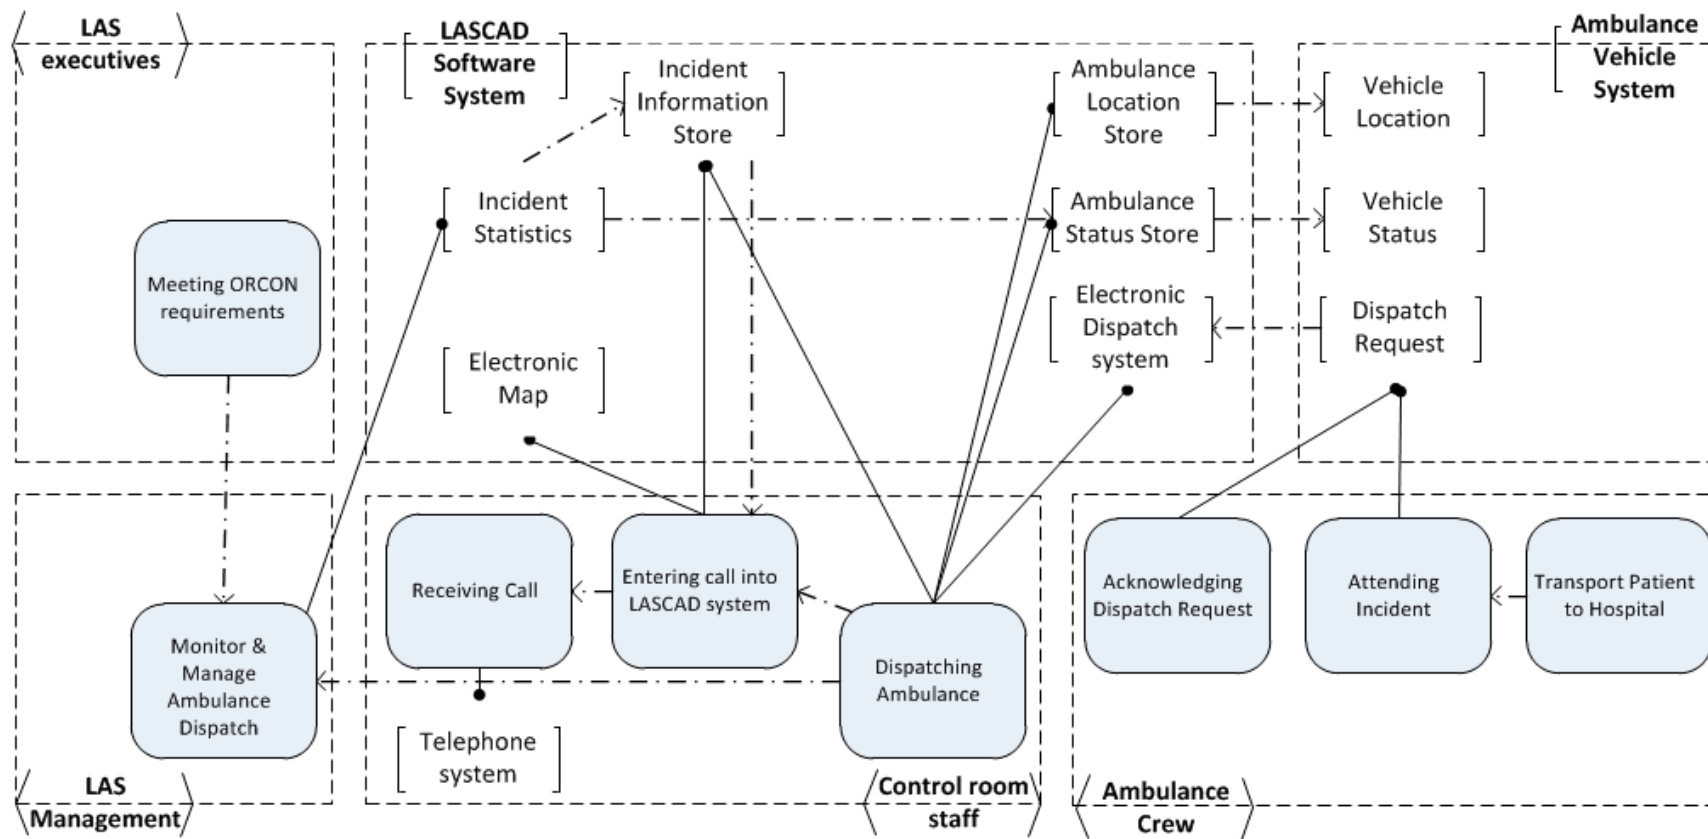 LAS
executives
LASCAD
Software
System
Incident
Information
Store
Ambulance
Location
Store
Vehicle
Location
Ambulance
Vehicle
System
Incident
Statistics
Ambulance
Status Store
Vehicle
Status
Meeting ORCON
requirements
Electronic
Map
Electronic
Dispatch
system
Dispatch
Request
Receiving Call
Entering call into
LASCAD system
Acknowledging
Dispatch Request
Attending
Incident
Transport Patient
to Hospital
Monitor &
Manage
Ambulance
Dispatch
Dispatching
Ambulance
Telephone
system
LAS
Management
Control room
staff
Ambulance
Crew